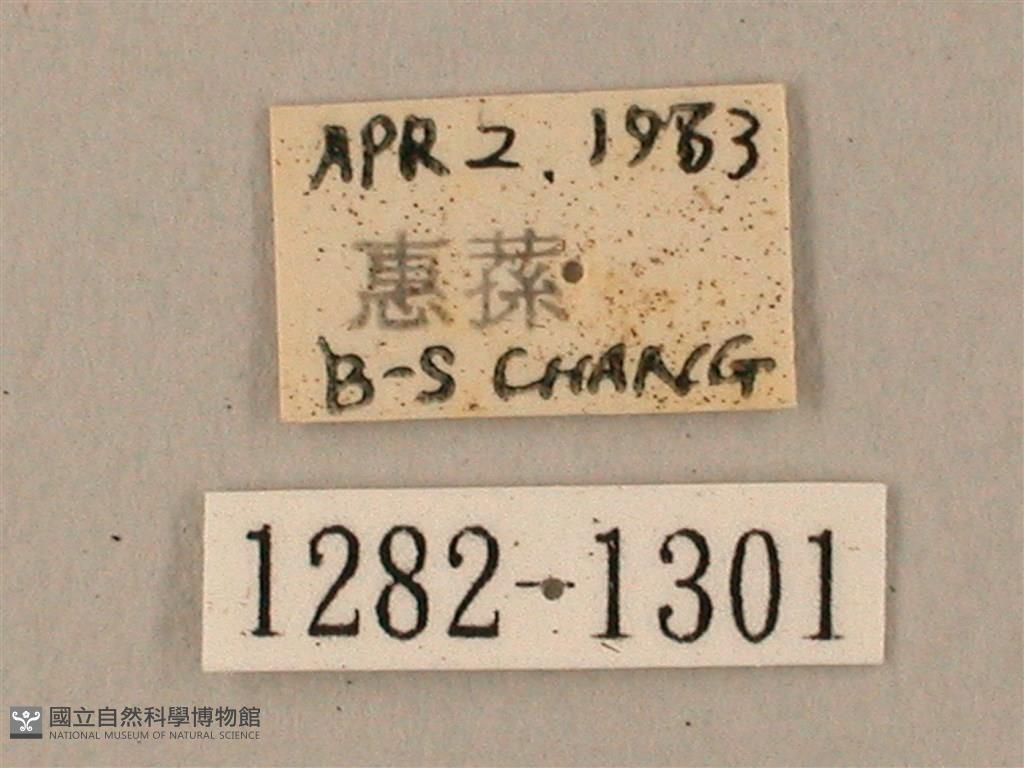 APR 2. 1983
惠蓀
B-S CHANG
1282-1301
國立自然科學博物館
NATIONAL MUSEUM OF NATURAL SCIENCE